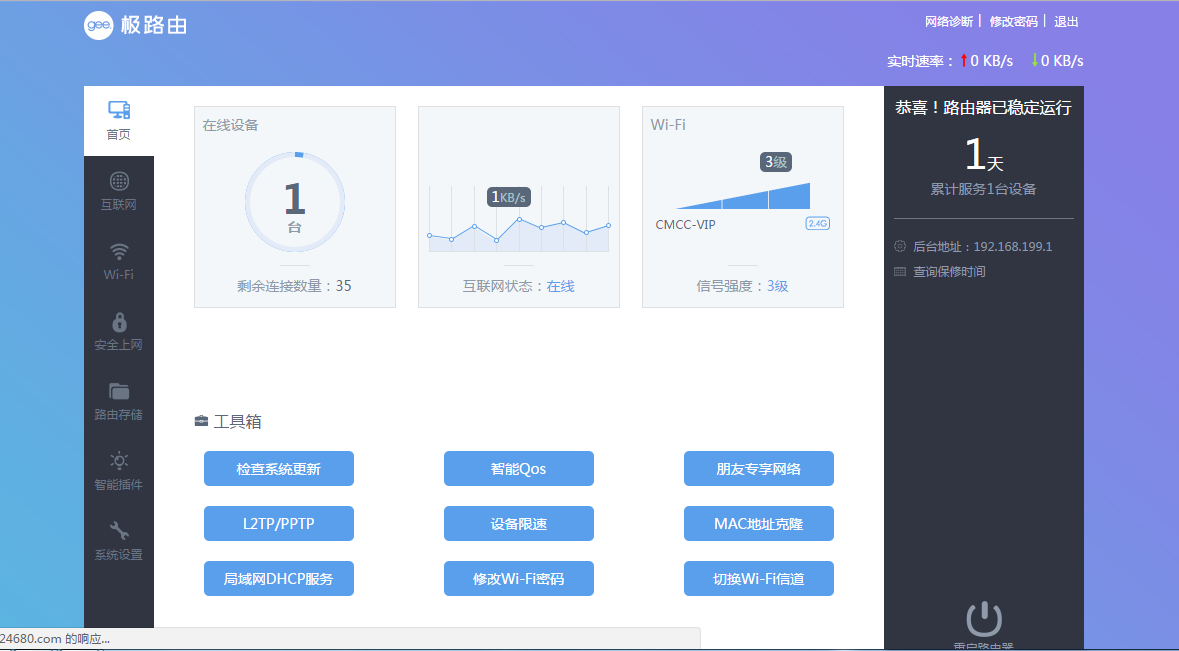 gee. 极路由
网络诊断 | 修改密码 | 退出
实时速率： ↑0 KB/s ↓0 KB/s
首页
互联网
Wi-Fi
安全上网
路由存储
智能插件
系统设置
在线设备
1
台
剩余连接数量：35
1KB/s
互联网状态：在线
Wi-Fi
3级
CMCC-VIP 2.4G
信号强度：3级
工具箱
检查系统更新 智能Qos 朋友专享网络
L2TP/PPTP 设备限速 MAC地址克隆
局域网DHCP服务 修改Wi-Fi密码 切换Wi-Fi信道
恭喜！路由器已稳定运行
1天
累计服务1台设备
后台地址：192.168.199.1
查询保修时间
重启路由器
24680.com 的响应...